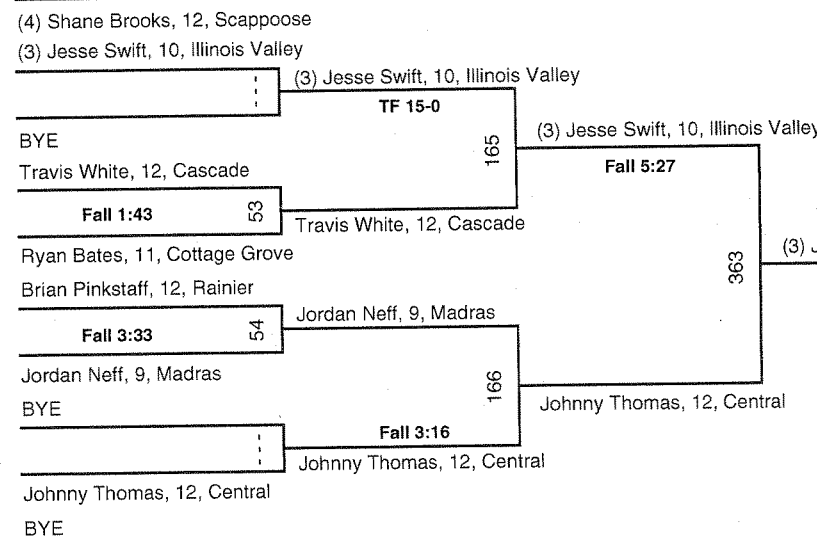 (4) Shane Brooks, 12, Scappoose
(3) Jesse Swift, 10, Illinois Valley
(3) Jesse Swift, 10, Illinois Valley
TF 15-0
BYE
165
(3) Jesse Swift, 10, Illinois Valley
Travis White, 12, Cascade
Fall 5:27
Fall 1:43
53
Travis White, 12, Cascade
Ryan Bates, 11, Cottage Grove
(3)
363
Brian Pinkstaff, 12, Rainier
Jordan Neff, 9, Madras
Fall 3:33
54
Jordan Neff, 9, Madras
166
BYE
Johnny Thomas, 12, Central
Fall 3:16
Johnny Thomas, 12, Central
Johnny Thomas, 12, Central
BYE